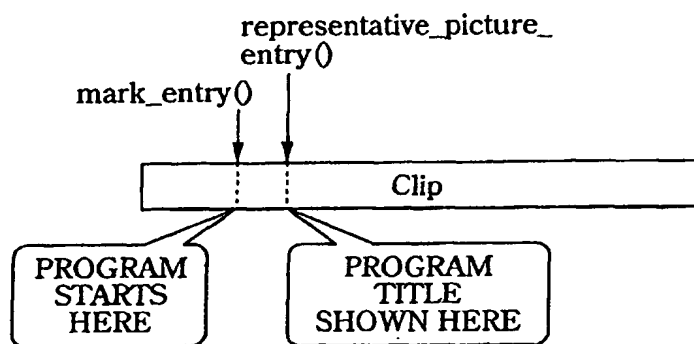 representative_picture_
entry()
mark_entry()
Clip
PROGRAM
STARTS
HERE
PROGRAM
TITLE
SHOWN HERE